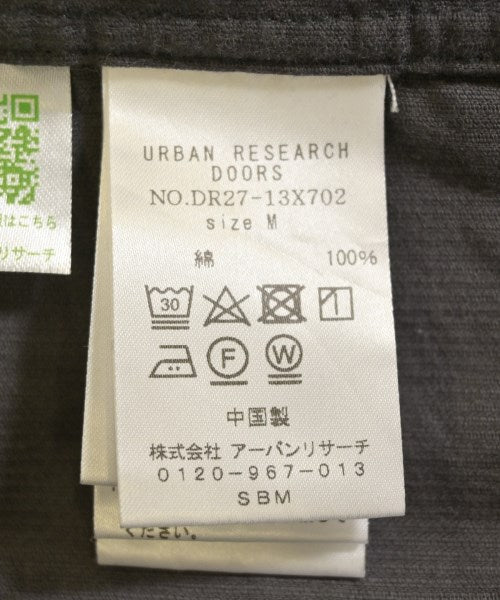 URBAN RESEARCH
DOORS
NO.DR27-13X702
size M
綿 100%
30
F W
中国製
株式会社 アーバンリサーチ
0120-967-013
SBM
はこちら
リサーチ
ください。